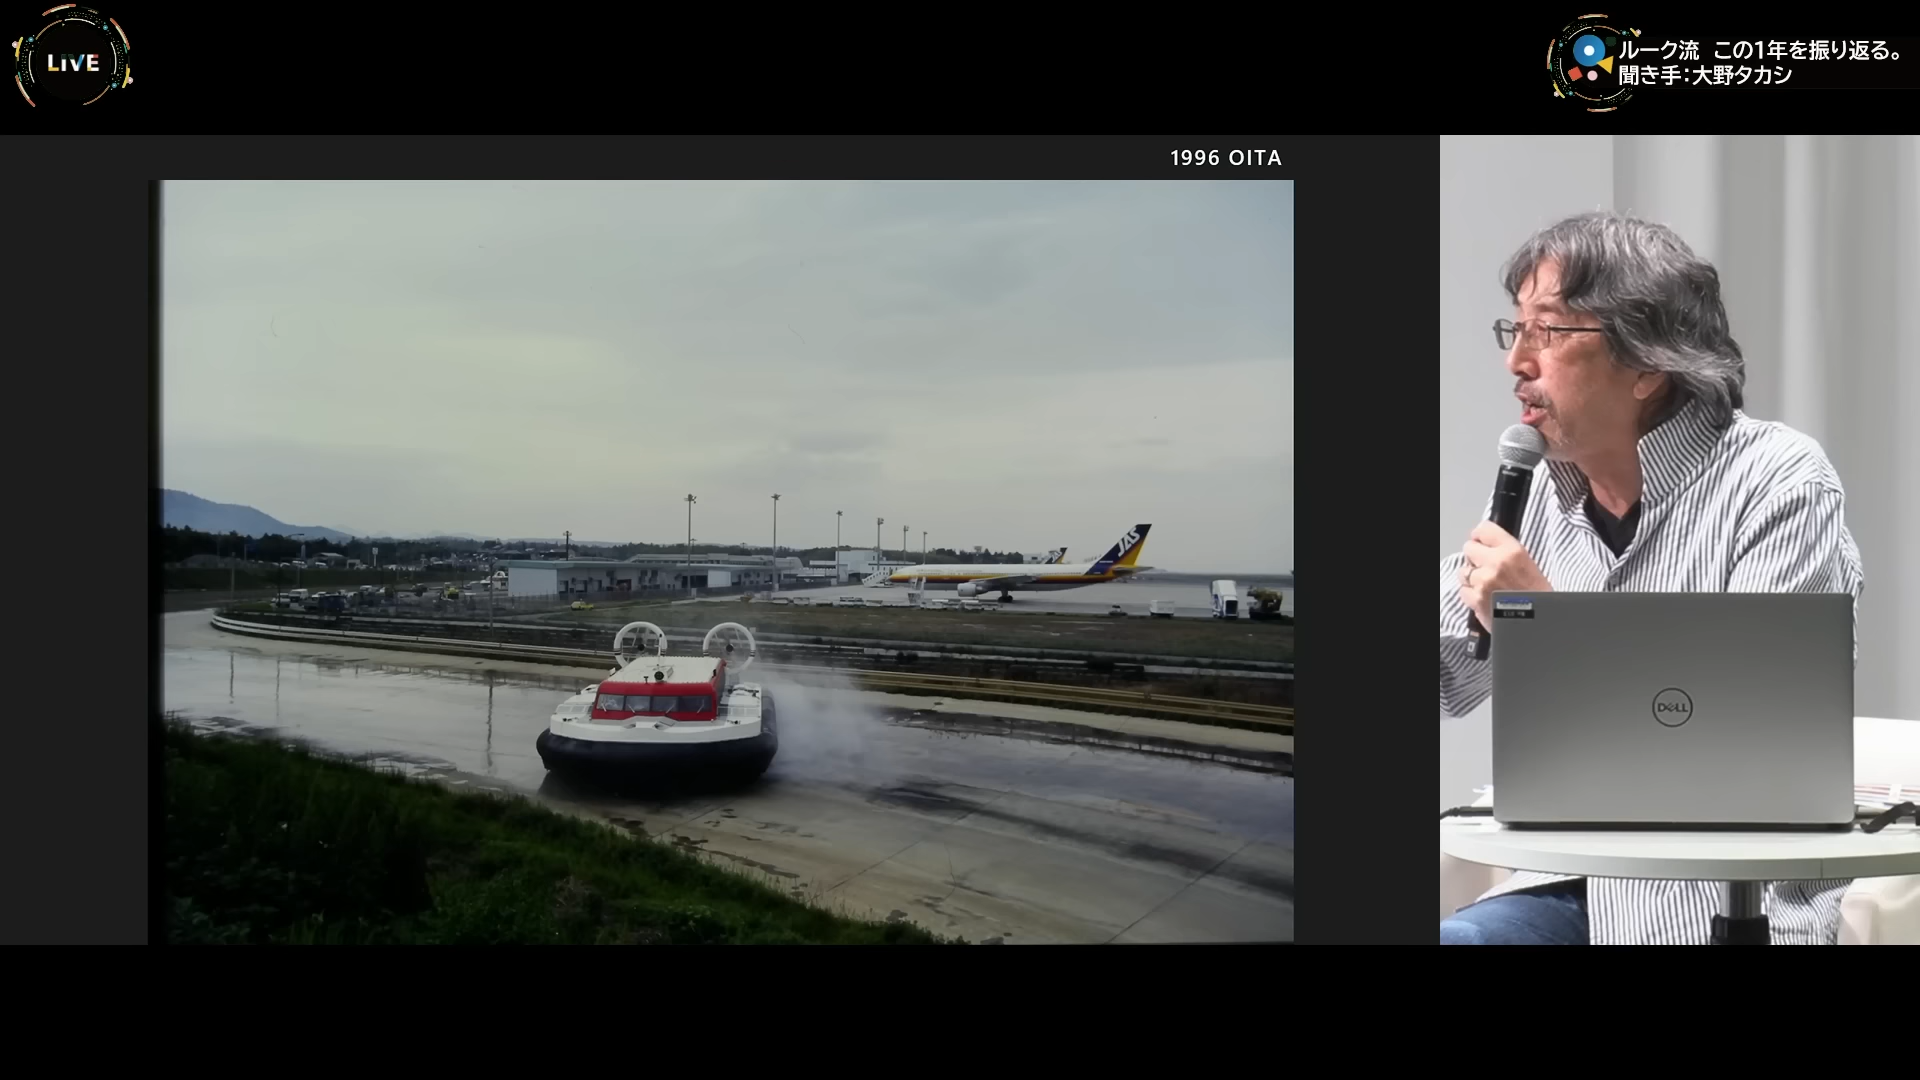 LIVE
ルーク流 この1年を振り返る。
聞き手：大野タカシ
1996 OITA
JAS
DELL